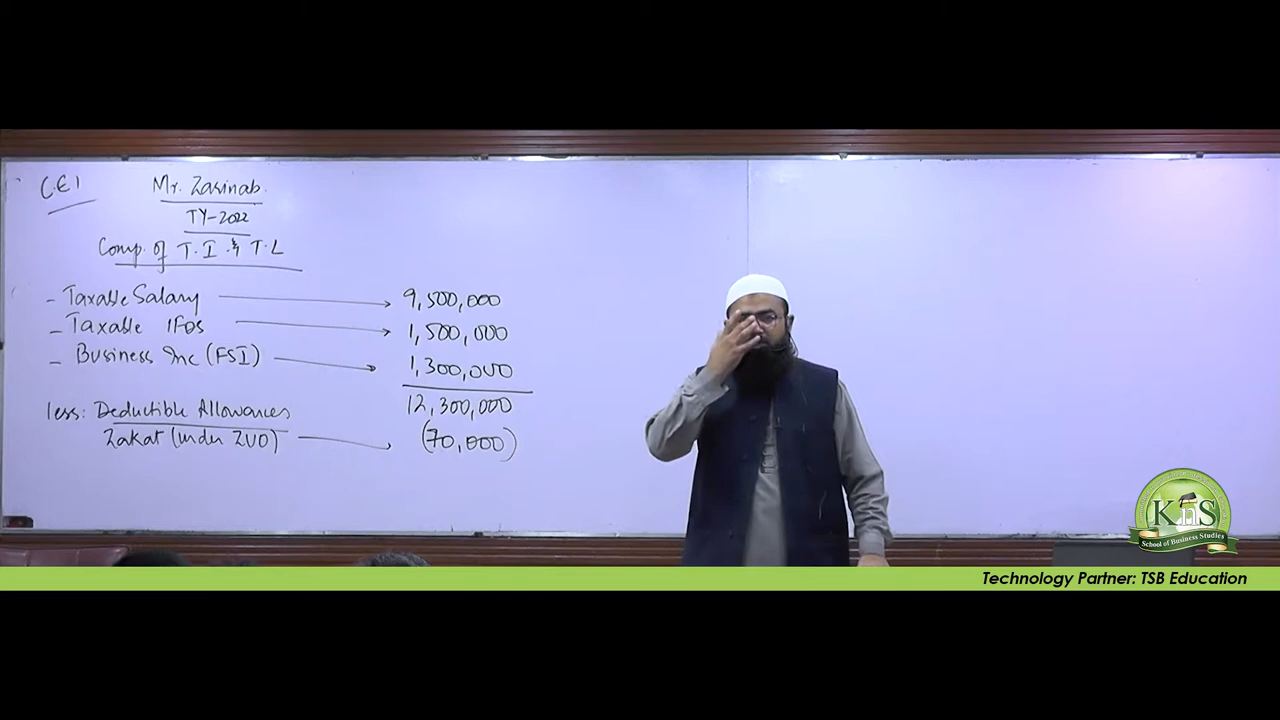 C.E 1
Mr. Zarinab.
TY-2022
Comp. of T.I & T.L
- Taxable Salary → 9,500,000
- Taxable IFOS → 1,500,000
- Business Inc (FSI) → 1,300,000
12,300,000
less: Deductible Allowances
Zakat (under ZUO) → (70,000)
KnS
School of Business Studies
Technology Partner: TSB Education